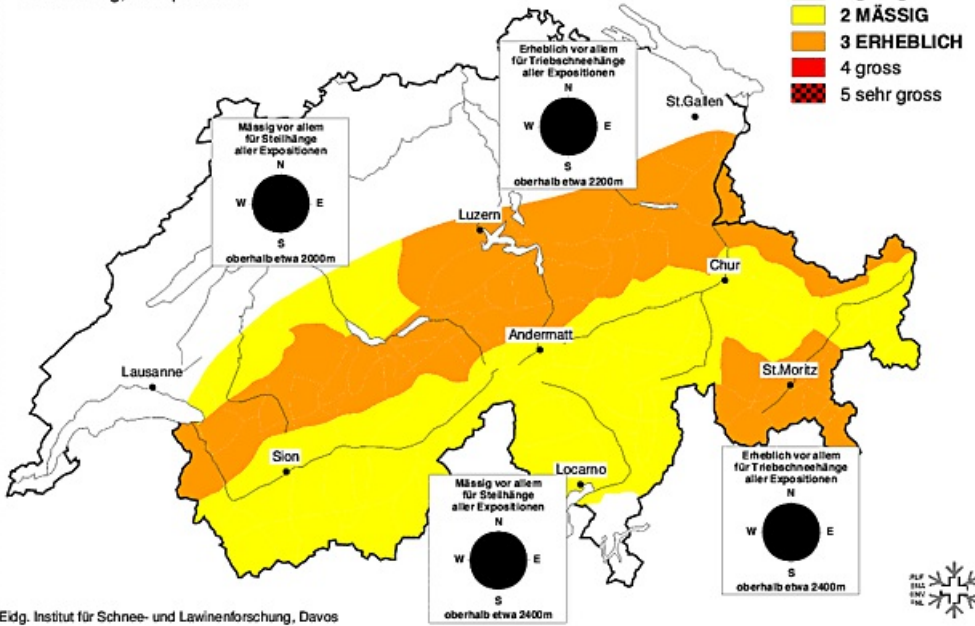 2 MÄSSIG
3 ERHEBLICH
4 gross
5 sehr gross
Erheblich vor allem
für Triebschneehänge
aller Expositionen
N
W E
S
oberhalb etwa 2200m
St.Gallen
Mässig vor allem
für Steilhänge
aller Expositionen
N
W E
S
oberhalb etwa 2000m
Luzern
Chur
Andermatt
Lausanne
St.Moritz
Sion
Locarno
Mässig vor allem
für Steilhänge
aller Expositionen
N
W E
S
oberhalb etwa 2400m
Erheblich vor allem
für Triebschneehänge
aller Expositionen
N
W E
S
oberhalb etwa 2400m
Eidg. Institut für Schnee- und Lawinenforschung, Davos